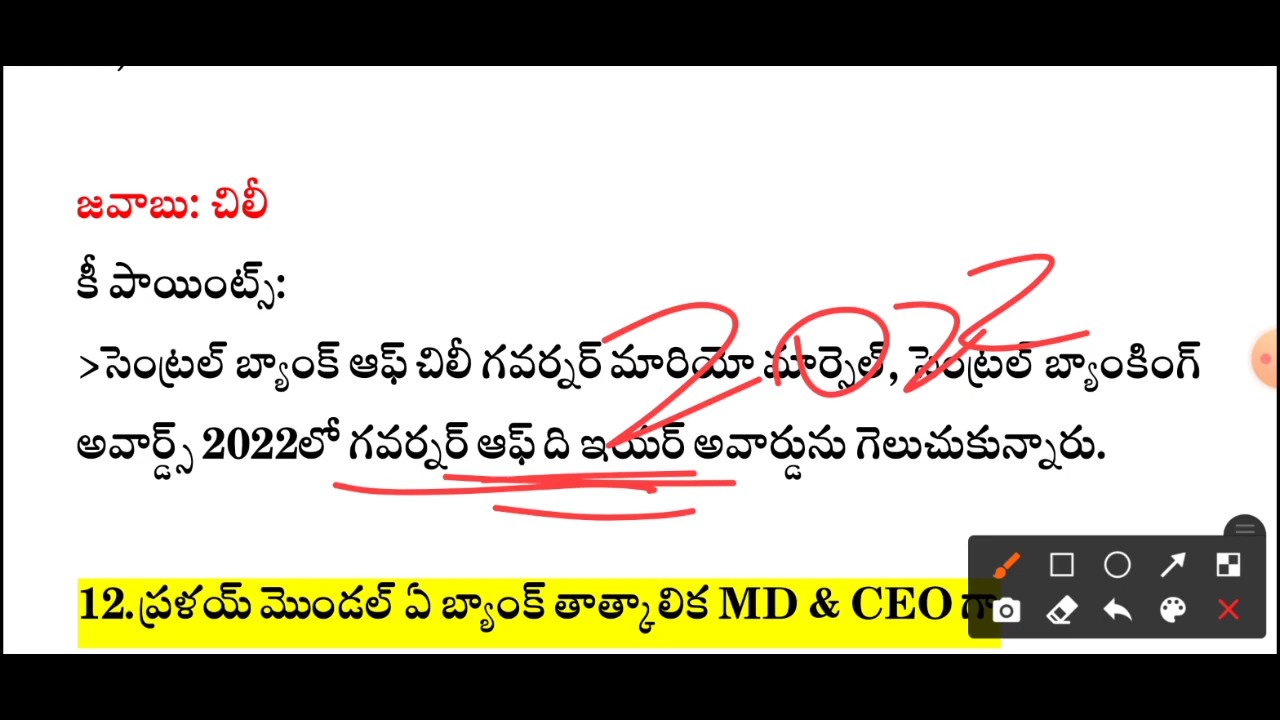 జవాబు: చిలీ
కీ పాయింట్స్:
2022
>సెంట్రల్ బ్యాంక్ ఆఫ్ చిలీ గవర్నర్ మారియో మార్సెల్, సెంట్రల్ బ్యాంకింగ్
అవార్డ్స్ 2022లో గవర్నర్ ఆఫ్ ది ఇయర్ అవార్డును గెలుచుకున్నారు.
12. ప్రళయ్ మొండల్ ఏ బ్యాంక్ తాత్కాలిక MD & CEO గా